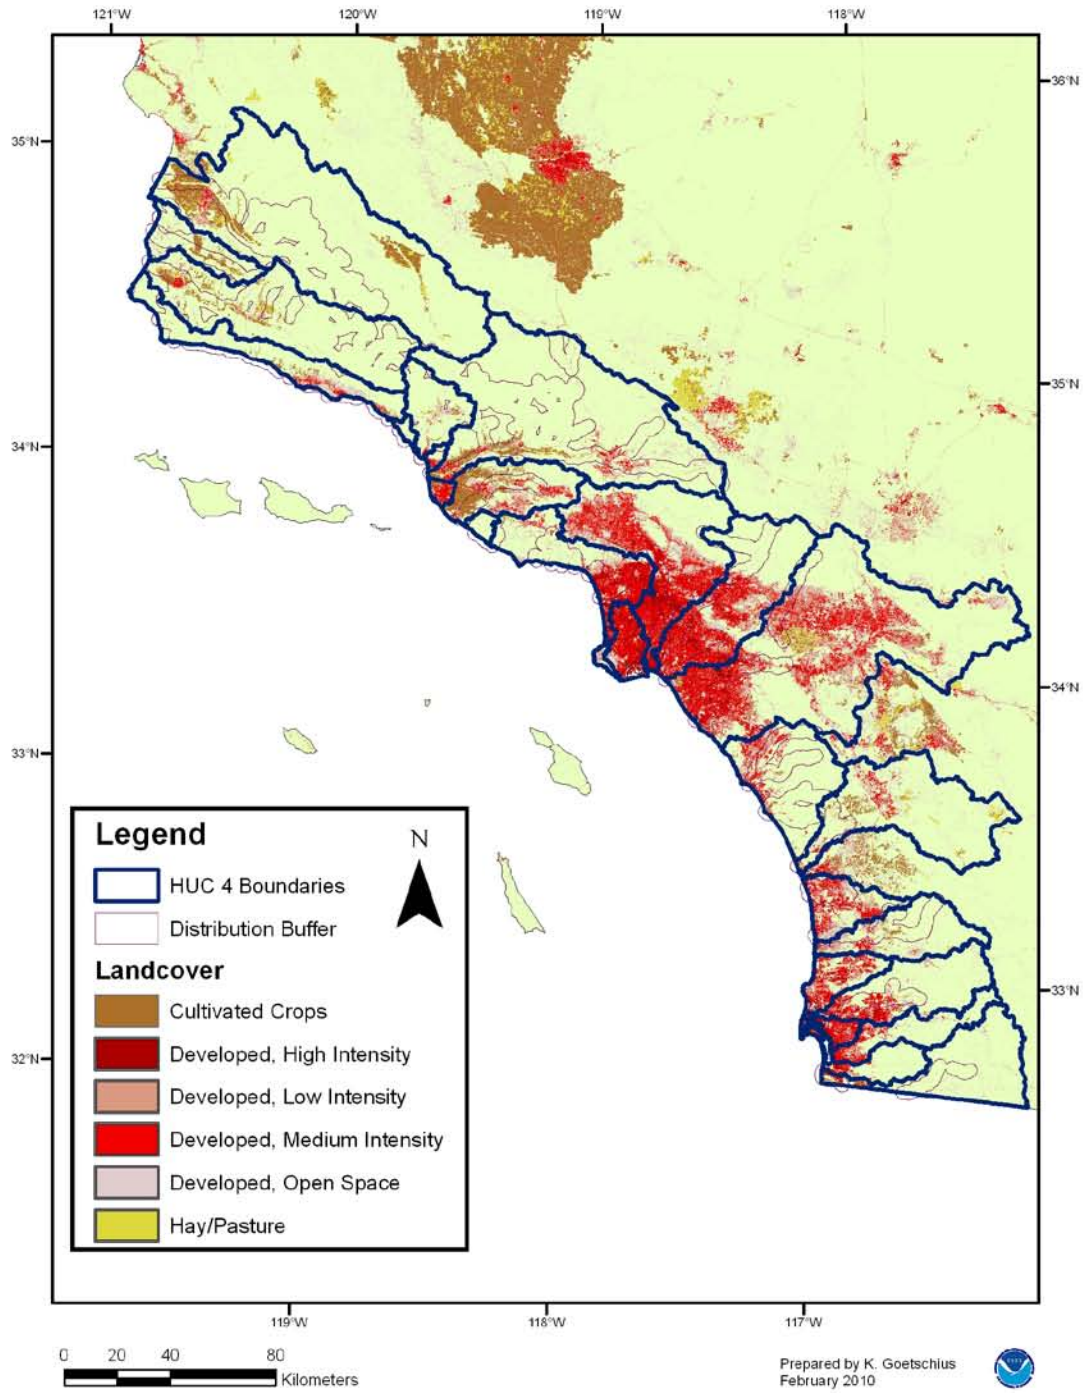 121°W 120°W 119°W 118°W
36°N
35°N
35°N
34°N
34°N
33°N
33°N
32°N
Legend
N
HUC 4 Boundaries
Distribution Buffer
Landcover
Cultivated Crops
Developed, High Intensity
Developed, Low Intensity
Developed, Medium Intensity
Developed, Open Space
Hay/Pasture
119°W 118°W 117°W
0 20 40 80
Kilometers
Prepared by K. Goetschius
February 2010